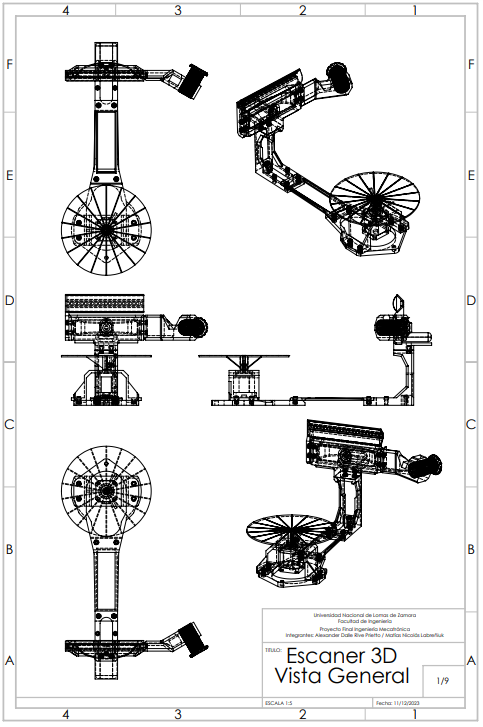 4 3 2 1
F F
E E
D D
C C
B B
A A
Universidad Nacional de Lomas de Zamora
Facultad de Ingeniería
Proyecto Final Ingeniería Mecatrónica
Integrantes: Alexander Dalle Rive Prietto / Matías Nicolás Labreñiuk
TITULO:
Escaner 3D
Vista General
1/9
ESCALA 1:5
Fecha: 11/12/2023
4 3 2 1